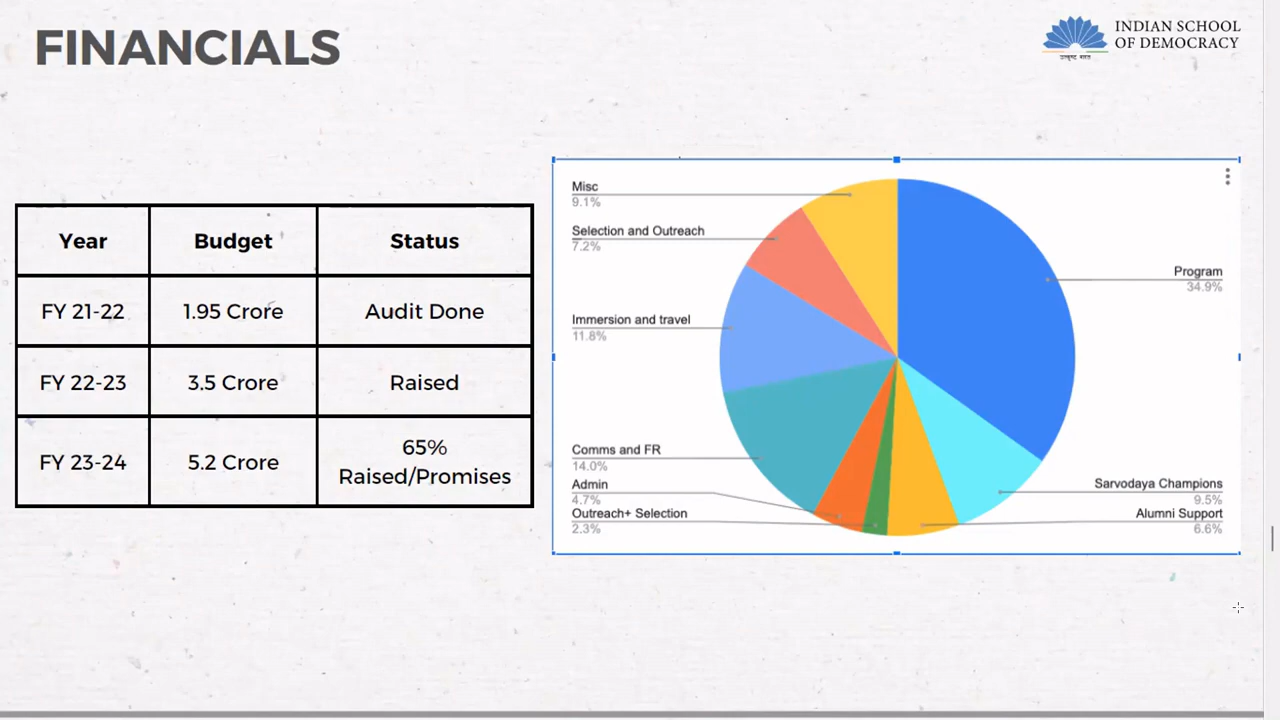 FINANCIALS
INDIAN SCHOOL
OF DEMOCRACY
उत्कृष्ट भारत
Year Budget Status
FY 21-22 1.95 Crore Audit Done
FY 22-23 3.5 Crore Raised
FY 23-24 5.2 Crore 65%
Raised/Promises
Misc
9.1%
Selection and Outreach
7.2%
Immersion and travel
11.8%
Comms and FR
14.0%
Admin
4.7%
Outreach+ Selection
2.3%
Program
34.9%
Sarvodaya Champions
9.5%
Alumni Support
6.6%